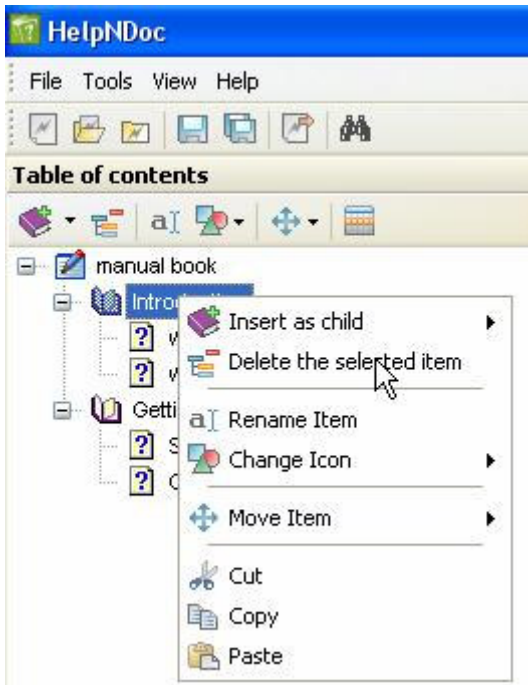 HelpNDoc
File Tools View Help
Table of contents
manual book
Insert as child
Delete the selected item
Rename Item
Change Icon
Move Item
Cut
Copy
Paste